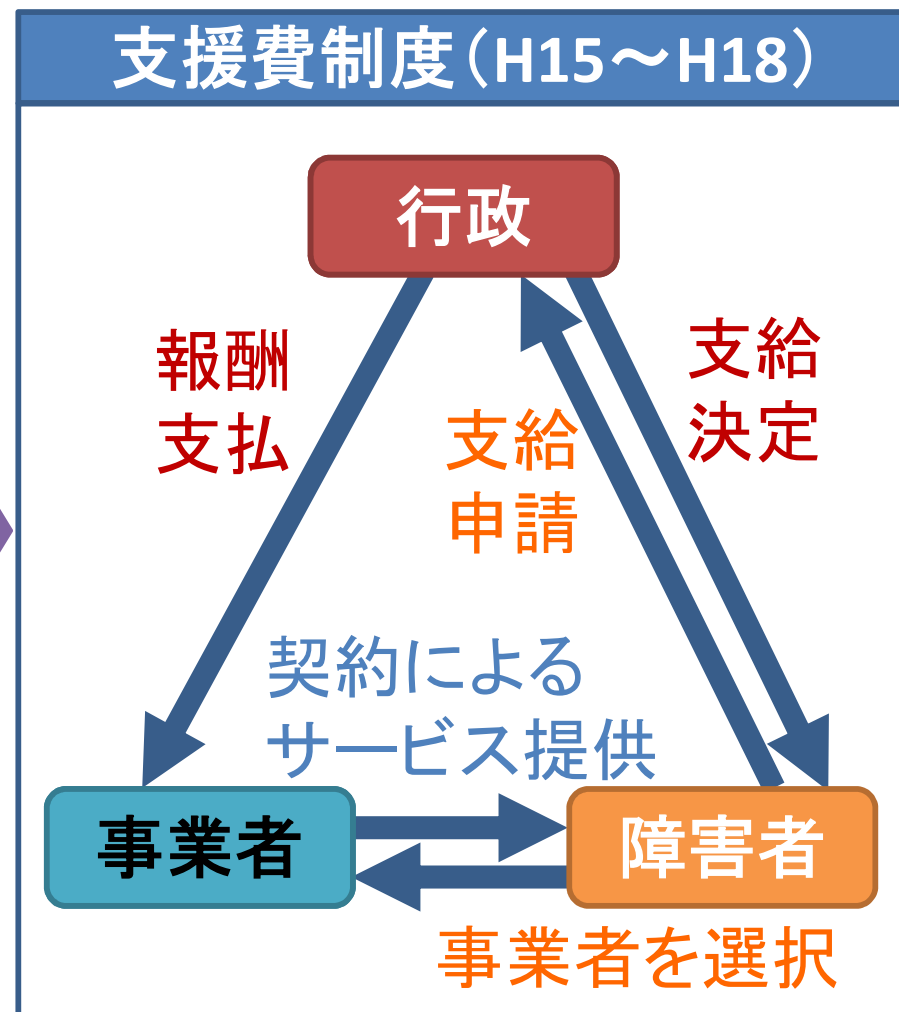 支援費制度（H15～H18）
行政
報酬
支払
支給
決定
支給
申請
契約による
サービス提供
事業者
障害者
事業者を選択